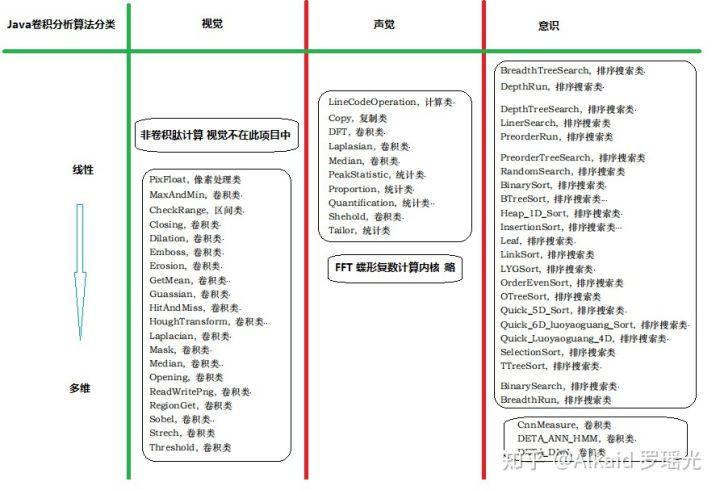 Java卷积分析算法分类
视觉
声觉
意识
线性
多维
非卷积肽计算 视觉不在此项目中
PixFloat, 像素处理类
MaxAndMin, 卷积类.
CheckRange, 区间类
Closing, 卷积类.
Dilation, 卷积类.
Emboss, 卷积类.
Erosion, 卷积类.
GetMean, 卷积类..
Guassian, 卷积类.
HitAndMiss, 卷积类.
HoughTransform, 卷积类..
Laplacian, 卷积类.
Mask, 卷积类.
Median, 卷积类..
Opening, 卷积类
ReadWritePng, 卷积类.
RegionGet, 卷积类
Sobel, 卷积类..
Strech, 卷积类.
Threshold, 卷积类
LineCodeOperation, 计算类.
Copy, 复制类
DFT, 卷积类.
Laplasian, 卷积类.
Median, 卷积类.
PeakStatistic, 统计类.
Proportion, 统计类
Quantification, 统计类..
Shehold, 卷积类.
Tailor, 统计类
FFT 蝶形复数计算内核 略
BreadthTreeSearch, 排序搜索类.
DepthRun, 排序搜索类
DepthTreeSearch, 排序搜索类.
LinerSearch, 排序搜索类.
PreorderRun, 排序搜索类
PreorderTreeSearch, 排序搜索类
RandomSearch, 排序搜索类.
BinarySort, 排序搜索类.
BTreeSort, 排序搜索类...
Heap_1D_Sort, 排序搜索类.
InsertionSort, 排序搜索类.
Leaf, 排序搜索类.
LinkSort, 排序搜索类
LYGSort, 排序搜索类.
OrderEvenSort, 排序搜索类
OTreeSort, 排序搜索类
Quick_5D_Sort, 排序搜索类.
Quick_6D_luoyaoguang_Sort, 排序搜索类.
Quick_Luoyaoguang_4D, 排序搜索类
SelectionSort, 排序搜索类
TTreeSort, 排序搜索类
BinarySearch, 排序搜索类.
BreadthRun, 排序搜索类
CnnMeasure, 卷积类
DETA_ANN_HMM, 卷积类.
DETA_DNN, 卷积类
知乎 @Alkaid 罗瑶光